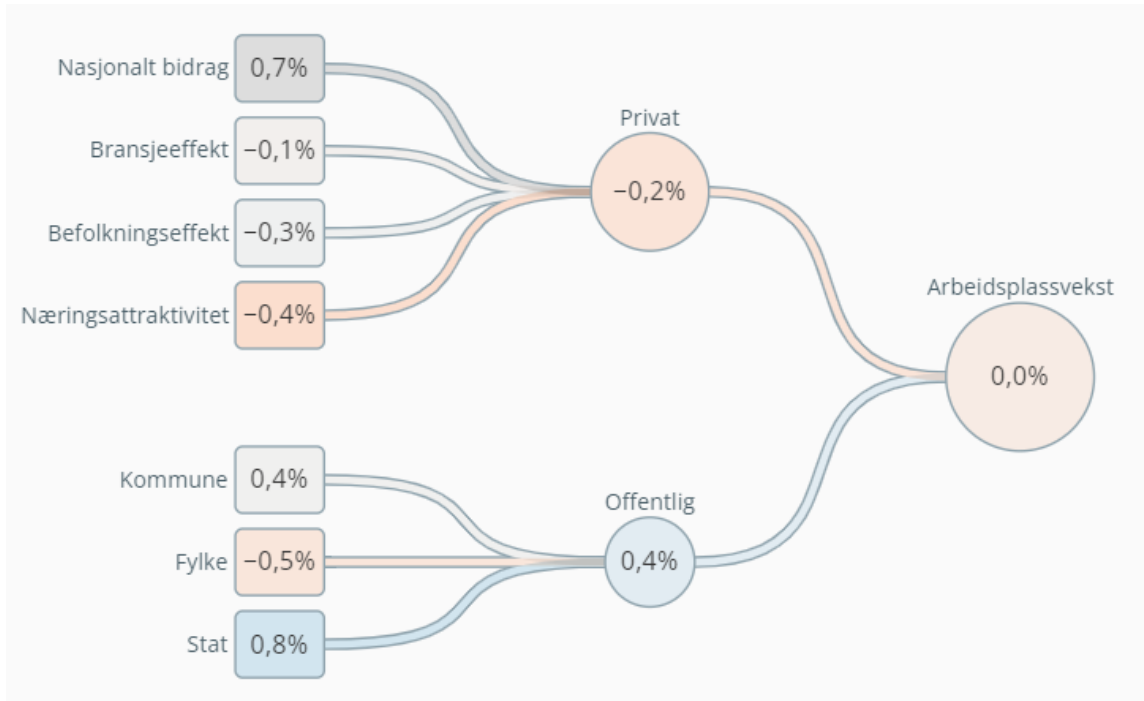 Nasjonalt bidrag 0,7%
Bransjeeffekt −0,1%
Befolkningseffekt −0,3%
Næringsattraktivitet −0,4%
Privat
−0,2%
Kommune 0,4%
Fylke −0,5%
Stat 0,8%
Offentlig
0,4%
Arbeidsplassvekst
0,0%